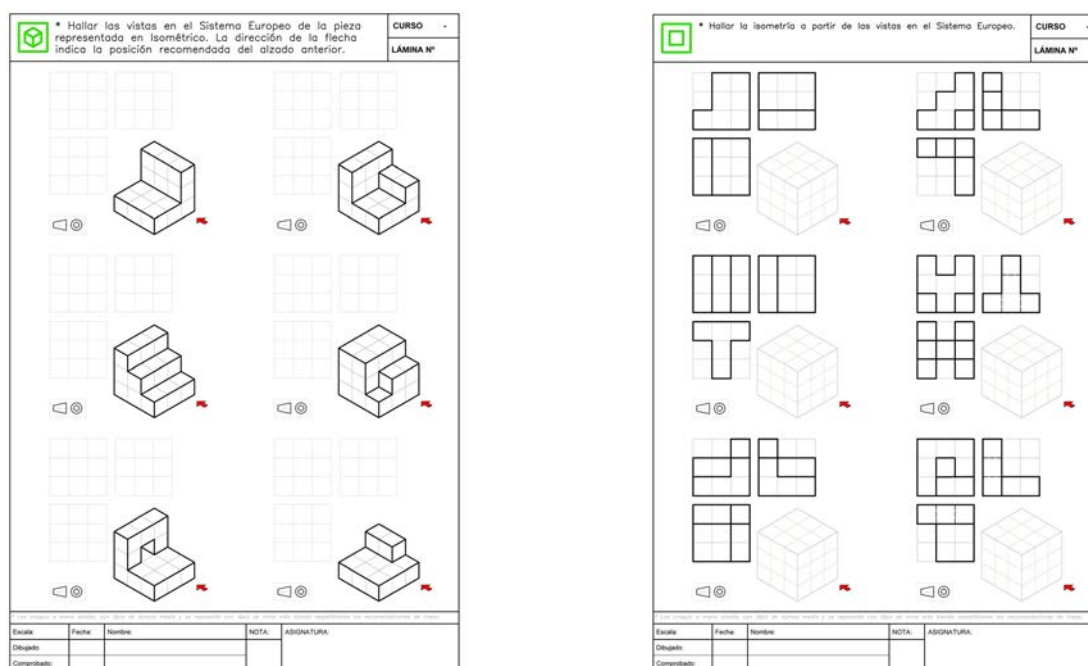 * Hallar las vistas en el Sistema Europeo de la pieza
representada en Isométrico. La dirección de la flecha
indica la posición recomendada del alzado anterior.
CURSO -
LÁMINA Nº
Escala:
Fecha:
Nombre:
NOTA:
ASIGNATURA:
Dibujado:
Comprobado:
* Hallar la isometría a partir de las vistas en el Sistema Europeo.
CURSO -
LÁMINA Nº
Escala:
Fecha:
Nombre:
NOTA:
ASIGNATURA:
Dibujado:
Comprobado: